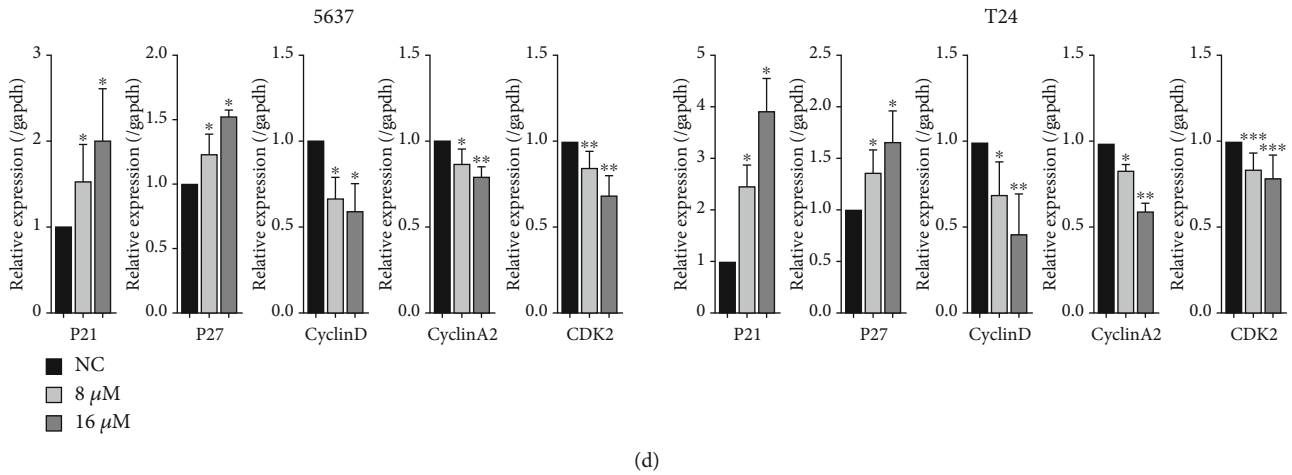 5637
T24
Relative expression (/gapdh)
3
2
1
0
*
*
P21
Relative expression (/gapdh)
2.0
1.5
1.0
0.5
0.0
*
*
P27
Relative expression (/gapdh)
1.5
1.0
0.5
0.0
*
*
CyclinD
Relative expression (/gapdh)
1.5
1.0
0.5
0.0
*
**
CyclinA2
Relative expression (/gapdh)
1.5
1.0
0.5
0.0
**
**
CDK2
Relative expression (/gapdh)
5
4
3
2
1
0
*
*
P21
Relative expression (/gapdh)
2.5
2.0
1.5
1.0
0.5
0.0
*
*
P27
Relative expression (/gapdh)
1.5
1.0
0.5
0.0
*
**
CyclinD
Relative expression (/gapdh)
1.5
1.0
0.5
0.0
*
**
CyclinA2
Relative expression (/gapdh)
1.5
1.0
0.5
0.0
***
***
CDK2
NC
8 μM
16 μM
(d)